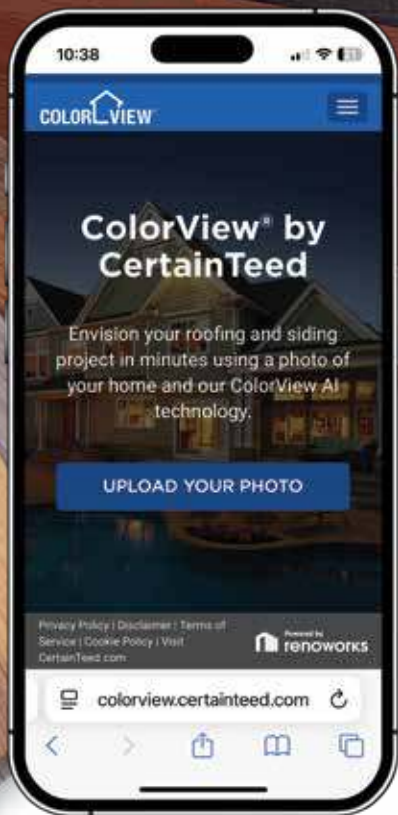 10:38
COLOR VIEW
ColorView® by
CertainTeed
Envision your roofing and siding
project in minutes using a photo of
your home and our ColorView AI
technology.
UPLOAD YOUR PHOTO
Privacy Policy | Disclaimer | Terms of
Service | Cookie Policy | Visit
CertainTeed.com
Powered by
renoworks
colorview.certainteed.com